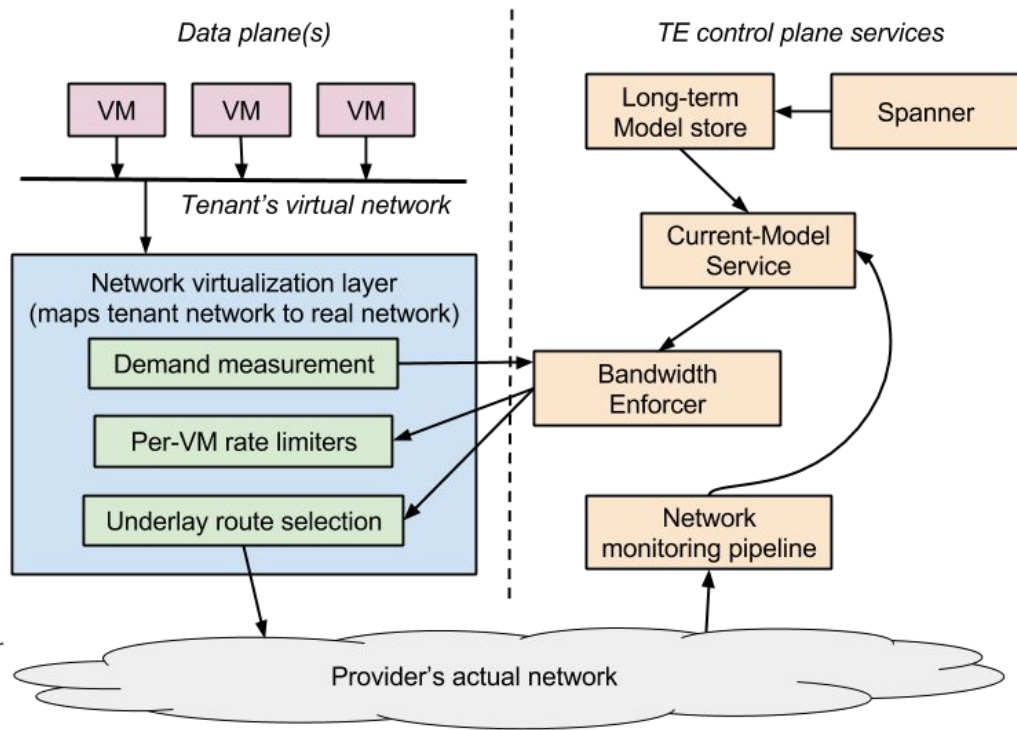 Data plane(s)
TE control plane services
VM
VM
VM
Long-term
Model store
Spanner
Tenant's virtual network
Current-Model
Service
Network virtualization layer
(maps tenant network to real network)
Demand measurement
Bandwidth
Enforcer
Per-VM rate limiters
Underlay route selection
Network
monitoring pipeline
Provider's actual network